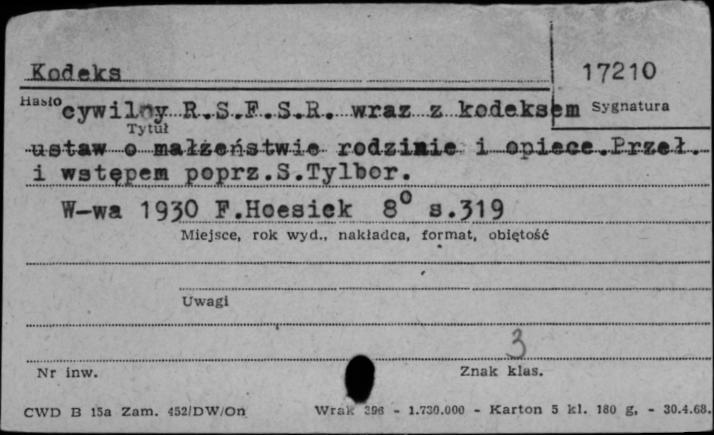 Kodeks 17210
Hasło cywilny R.S.F.S.R. wraz z kodeksem Sygnatura
Tytuł
ustaw o małżeństwie rodzinie i opiece.Przeł.
i wstępem poprz.S.Tylbor.
W-wa 1930 F.Hoesick 8° s.319
Miejsce, rok wyd., nakładca, format, objętość
Uwagi
3
Nr inw. Znak klas.
CWD B 15a Zam. 452/DW/On Wrak 396 - 1.730.000 - Karton 5 kl. 180 g, - 30.4.68.